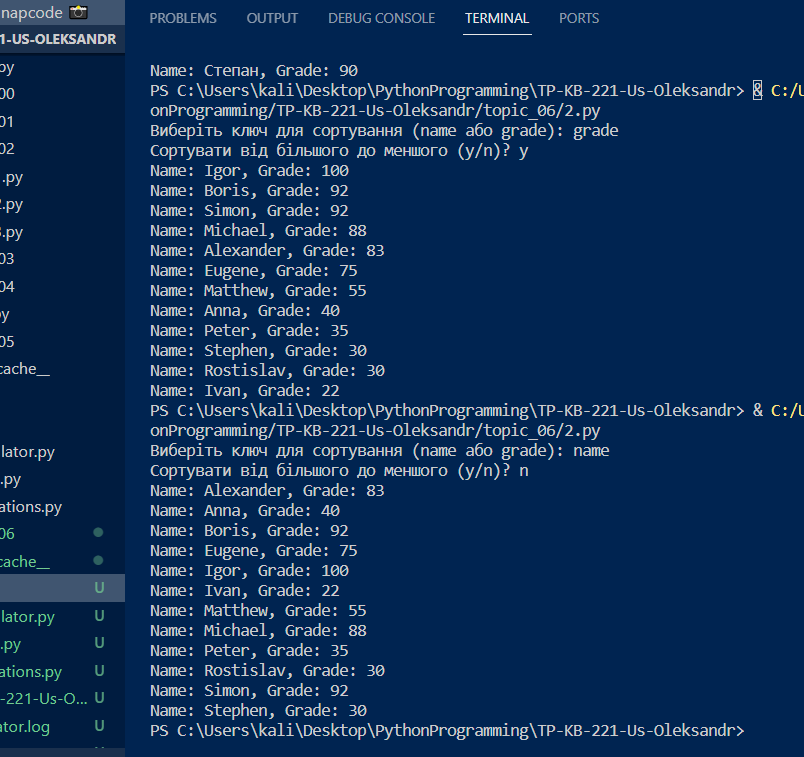 napcode
PROBLEMS OUTPUT DEBUG CONSOLE TERMINAL PORTS
1-US-OLEKSANDR
py
00
01
02
.py
.py
.py
03
04
py
05
cache__
lator.py
.py
ations.py
06
cache__
U
lator.py U
.py U
ations.py U
-221-Us-O... U
ator.log U
Name: Степан, Grade: 90
PS C:\Users\kali\Desktop\PythonProgramming\TP-KB-221-Us-Oleksandr> & C:/U
onProgramming/TP-KB-221-Us-Oleksandr/topic_06/2.py
Виберіть ключ для сортування (name або grade): grade
Сортувати від більшого до меншого (y/n)? y
Name: Igor, Grade: 100
Name: Boris, Grade: 92
Name: Simon, Grade: 92
Name: Michael, Grade: 88
Name: Alexander, Grade: 83
Name: Eugene, Grade: 75
Name: Matthew, Grade: 55
Name: Anna, Grade: 40
Name: Peter, Grade: 35
Name: Stephen, Grade: 30
Name: Rostislav, Grade: 30
Name: Ivan, Grade: 22
PS C:\Users\kali\Desktop\PythonProgramming\TP-KB-221-Us-Oleksandr> & C:/U
onProgramming/TP-KB-221-Us-Oleksandr/topic_06/2.py
Виберіть ключ для сортування (name або grade): name
Сортувати від більшого до меншого (y/n)? n
Name: Alexander, Grade: 83
Name: Anna, Grade: 40
Name: Boris, Grade: 92
Name: Eugene, Grade: 75
Name: Igor, Grade: 100
Name: Ivan, Grade: 22
Name: Matthew, Grade: 55
Name: Michael, Grade: 88
Name: Peter, Grade: 35
Name: Rostislav, Grade: 30
Name: Simon, Grade: 92
Name: Stephen, Grade: 30
PS C:\Users\kali\Desktop\PythonProgramming\TP-KB-221-Us-Oleksandr>